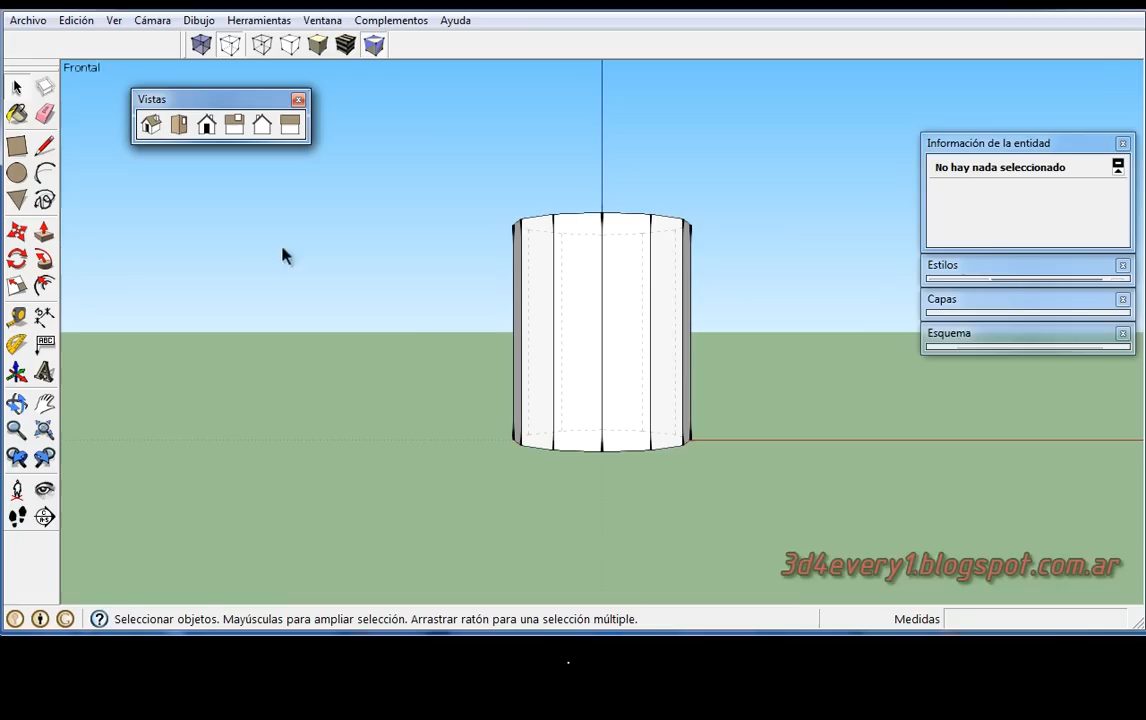 Archivo Edición Ver Cámara Dibujo Herramientas Ventana Complementos Ayuda
Frontal
Vistas
Información de la entidad
No hay nada seleccionado
Estilos
Capas
Esquema
ABC
3d4every1.blogspot.com.ar
Seleccionar objetos. Mayúsculas para ampliar selección. Arrastrar ratón para una selección múltiple. Medidas